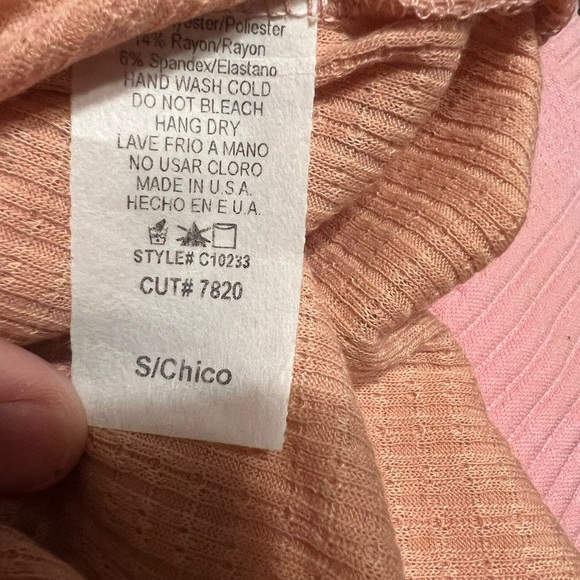 Polyester/Poliester
14% Rayon/Rayon
6% Spandex/Elastano
HAND WASH COLD
DO NOT BLEACH
HANG DRY
LAVE FRIO A MANO
NO USAR CLORO
MADE IN U.S.A.
HECHO EN E U.A.
STYLE# C10233
CUT# 7820
S/Chico